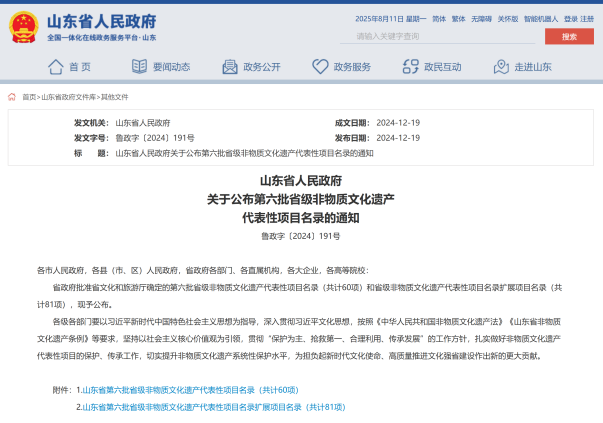 山东省人民政府
全国一体化在线政务服务平台·山东
2025年8月11日 星期一 简体 繁体 无障碍 关怀版 智能机器人 登录 注册
请输入关键字查询 搜索
首页 要闻动态 政务公开 政务服务 政民互动 走进山东
首页>山东省政府文件库>其他文件
发文机关： 山东省人民政府 成文日期： 2024-12-19
发文字号： 鲁政字〔2024〕191号 发布日期： 2024-12-19
标 题： 山东省人民政府关于公布第六批省级非物质文化遗产代表性项目名录的通知
山东省人民政府
关于公布第六批省级非物质文化遗产
代表性项目名录的通知
鲁政字〔2024〕191号
各市人民政府，各县（市、区）人民政府，省政府各部门、各直属机构，各大企业，各高等院校：
省政府批准省文化和旅游厅确定的第六批省级非物质文化遗产代表性项目名录（共计60项）和省级非物质文化遗产代表性项目名录扩展项目名录（共
计81项），现予公布。
各级各部门要以习近平新时代中国特色社会主义思想为指导，深入贯彻习近平文化思想，按照《中华人民共和国非物质文化遗产法》《山东省非物质
文化遗产条例》等要求，坚持以社会主义核心价值观为引领，贯彻“保护为主、抢救第一、合理利用、传承发展”的工作方针，扎实做好非物质文化遗产
代表性项目的保护、传承工作，切实提升非物质文化遗产系统性保护水平，为担负起新时代文化使命、高质量推进文化强省建设作出新的更大贡献。
附件：1.山东省第六批省级非物质文化遗产代表性项目名录（共计60项）
2.山东省第六批省级非物质文化遗产代表性项目名录扩展项目名录（共计81项）